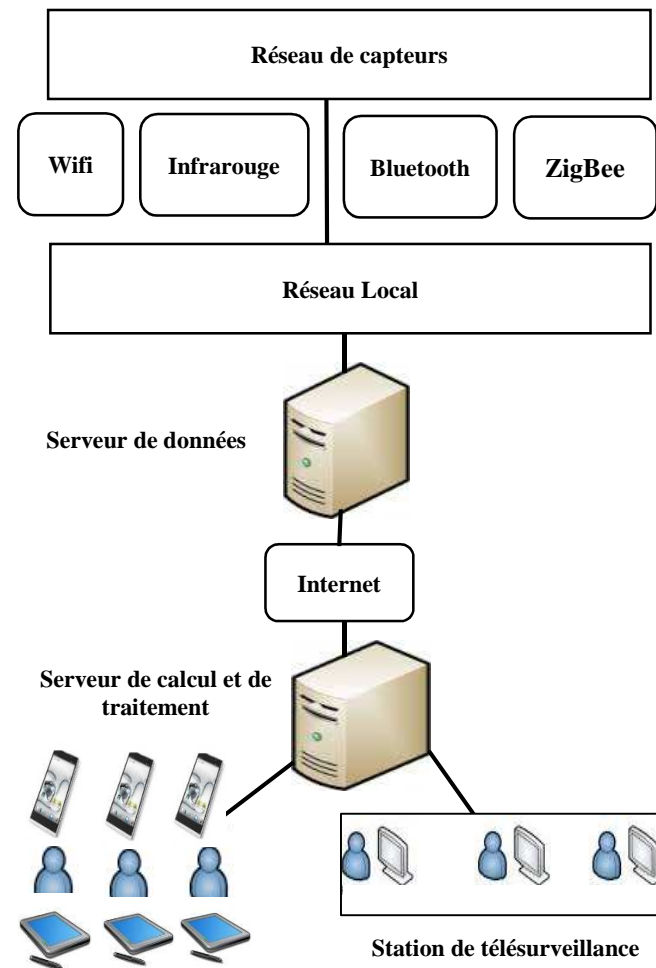 Réseau de capteurs
Wifi
Infrarouge
Bluetooth
ZigBee
Réseau Local
Serveur de données
Internet
Serveur de calcul et de
traitement
Station de télésurveillance